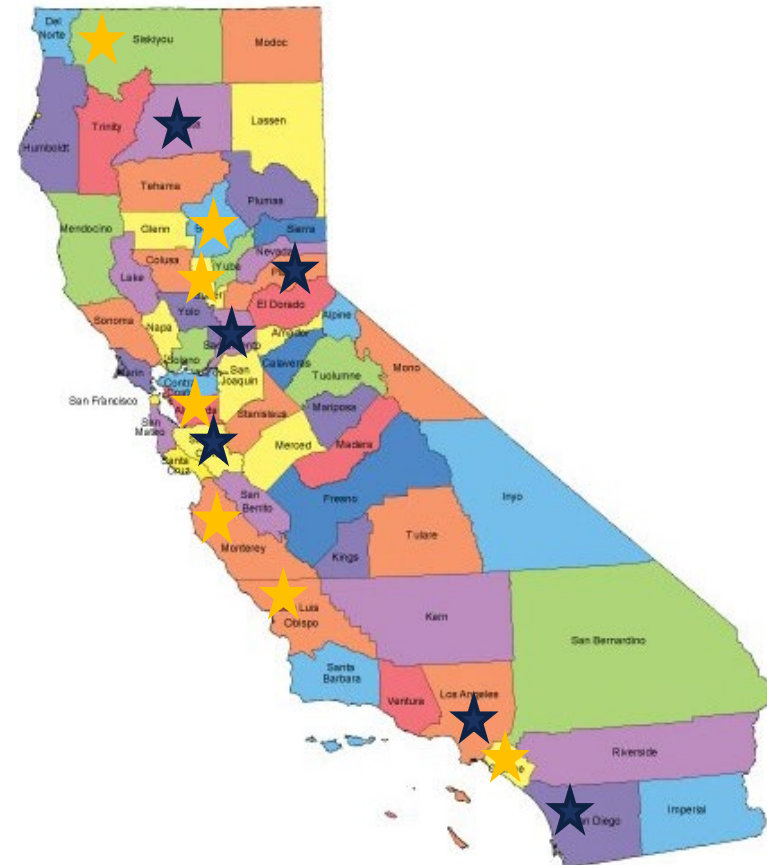 Del
Norte
Siskiyou
Modoc
Humboldt
Trinity
Lassen
Tehama
Plumas
Mendocino
Glenn
Sierra
Nevada
Lake
Colusa
Yuba
Sonoma
Napa
Yolo
El Dorado
Alpine
Amador
Solano
Calaveras
San
Joaquin
Tuolumne
Mono
San Francisco
San
Mateo
Stanislaus
Mariposa
Santa
Cruz
Merced
Madera
San
Benito
Fresno
Inyo
Monterey
Kings
Tulare
Luis
Obispo
Kern
San Bernardino
Santa
Barbara
Ventura
Los Angeles
Riverside
Diego
Imperial